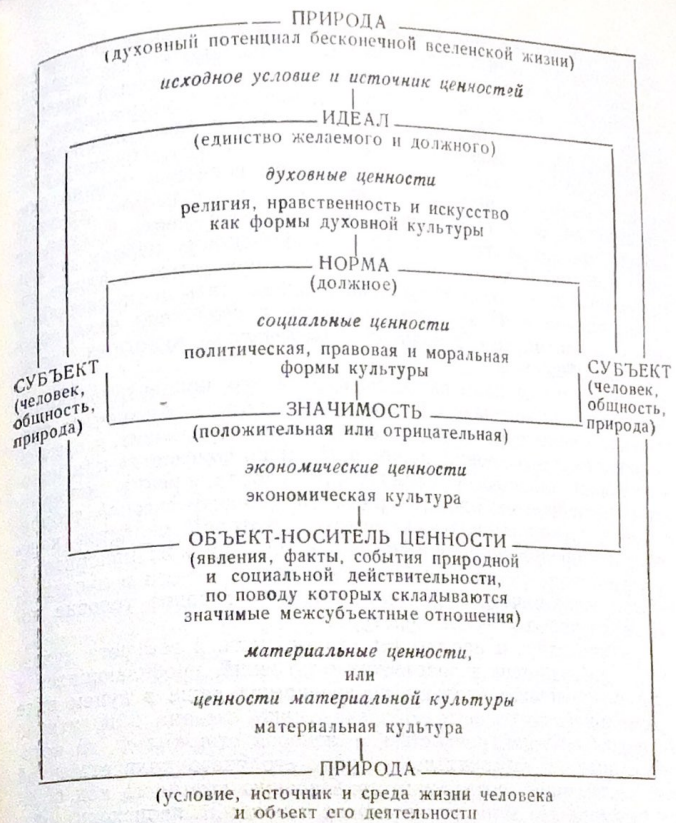 ПРИРОДА
(духовный потенциал бесконечной вселенской жизни)
исходное условие и источник ценностей
ИДЕАЛ
(единство желаемого и должного)
духовные ценности
религия, нравственность и искусство
как формы духовной культуры
НОРМА
(должное)
социальные ценности
политическая, правовая и моральная
формы культуры
СУБЪЕКТ
(человек,
общность,
природа)
СУБЪЕКТ
(человек,
общность,
природа)
ЗНАЧИМОСТЬ
(положительная или отрицательная)
экономические ценности
экономическая культура
ОБЪЕКТ-НОСИТЕЛЬ ЦЕННОСТИ
(явления, факты, события природной
и социальной действительности,
по поводу которых складываются
значимые межсубъектные отношения)
материальные ценности,
или
ценности материальной культуры
материальная культура
ПРИРОДА
(условие, источник и среда жизни человека
и объект его деятельности